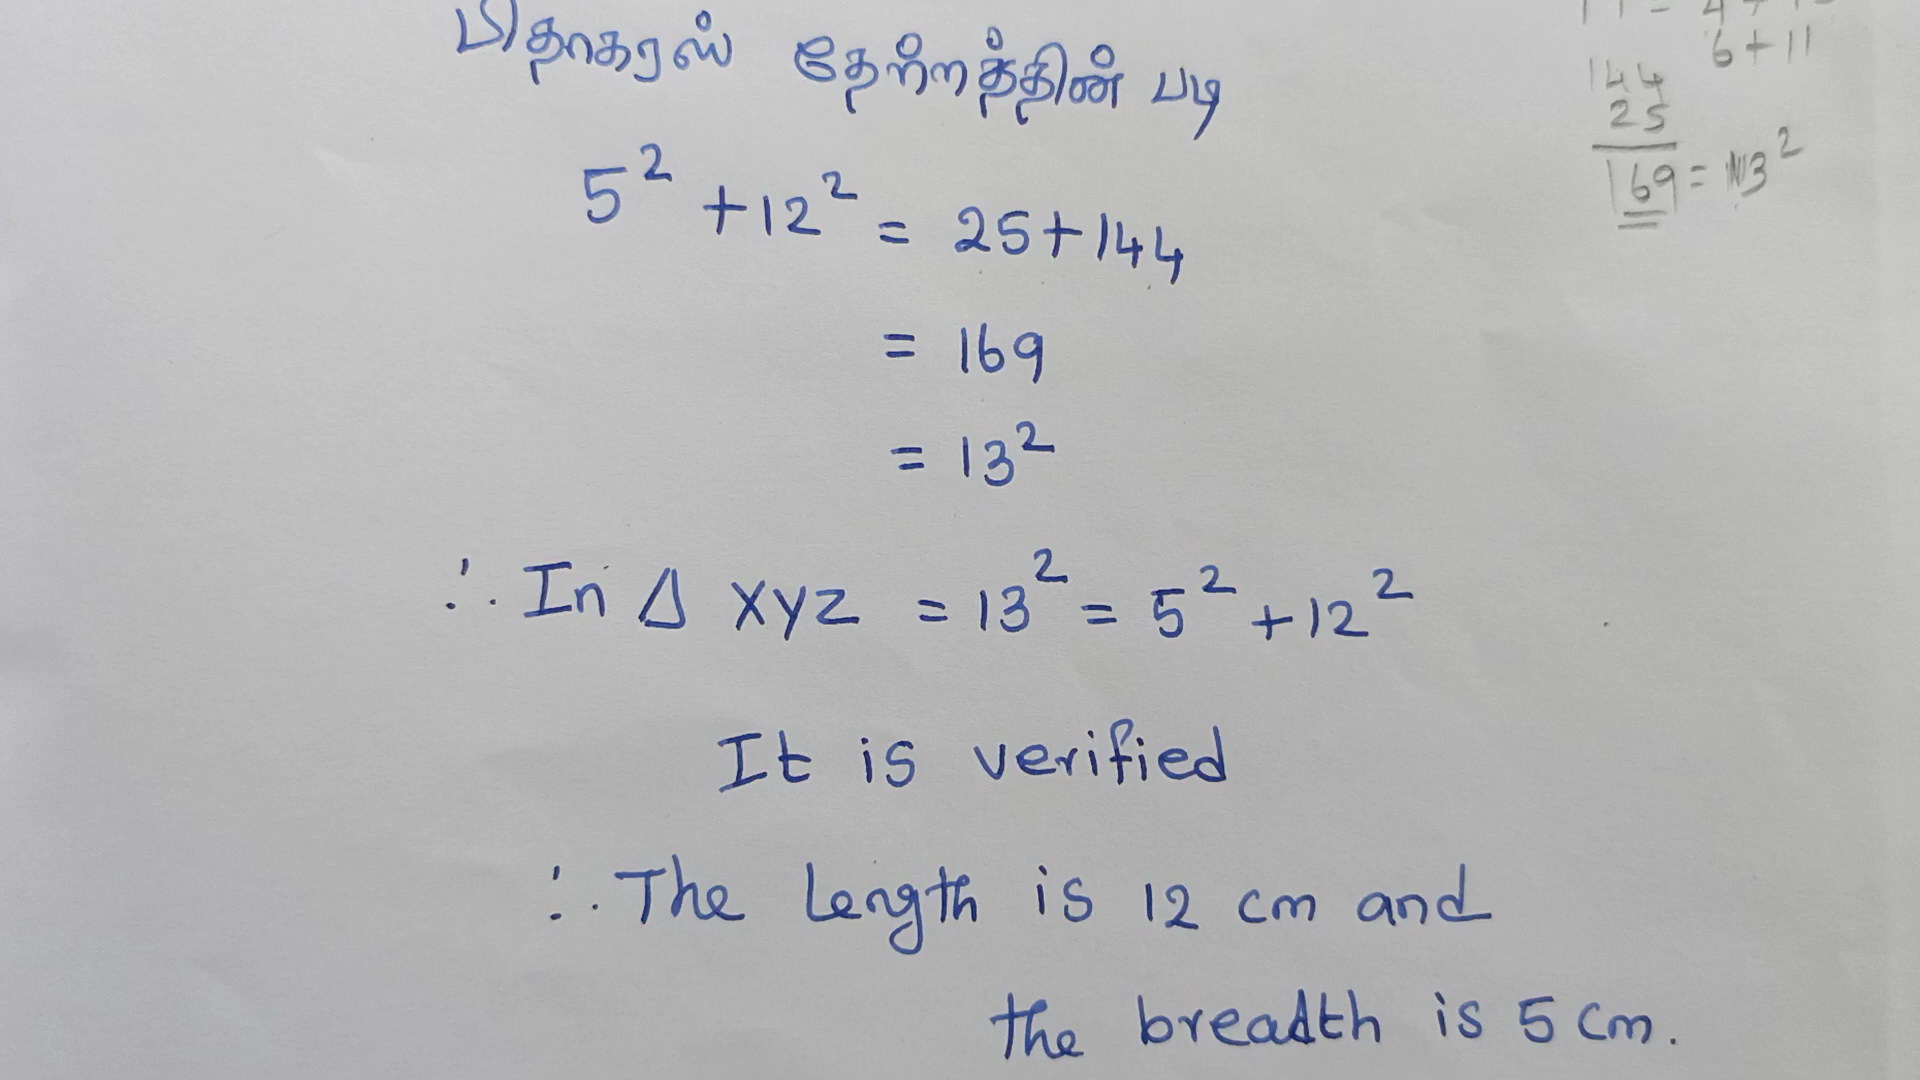 பிதாகரஸ் தேற்றத்தின் படி
5² + 12² = 25 + 144
= 169
= 13²
∴ In Δ XYZ = 13² = 5² + 12²
It is verified
∴ The length is 12 cm and
the breadth is 5 cm.
6 + 11
144
25
169 = 13²